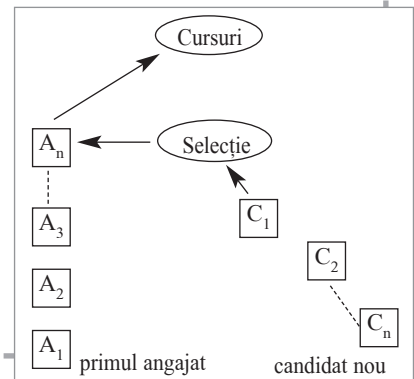 Cursuri
Aₙ
Selecție
A₃
C₁
A₂
C₂
Cₙ
A₁ primul angajat
candidat nou